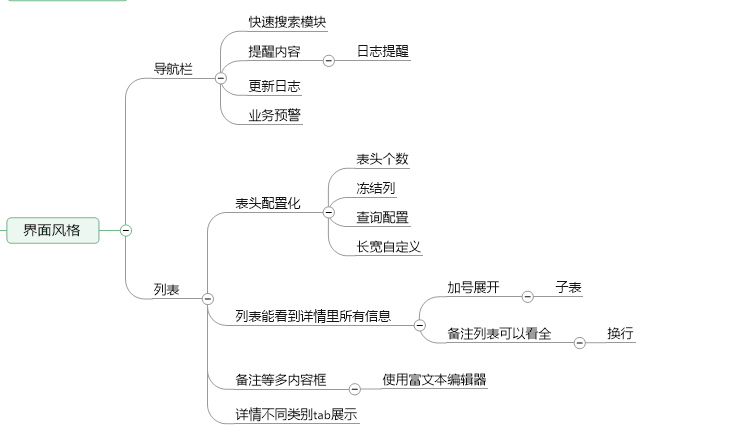 快速搜索模块
提醒内容
日志提醒
导航栏
更新日志
业务预警
表头个数
冻结列
表头配置化
查询配置
长宽自定义
界面风格
列表
加号展开
子表
列表能看到详情里所有信息
备注列表可以看全
换行
备注等多内容框
使用富文本编辑器
详情不同类别tab展示